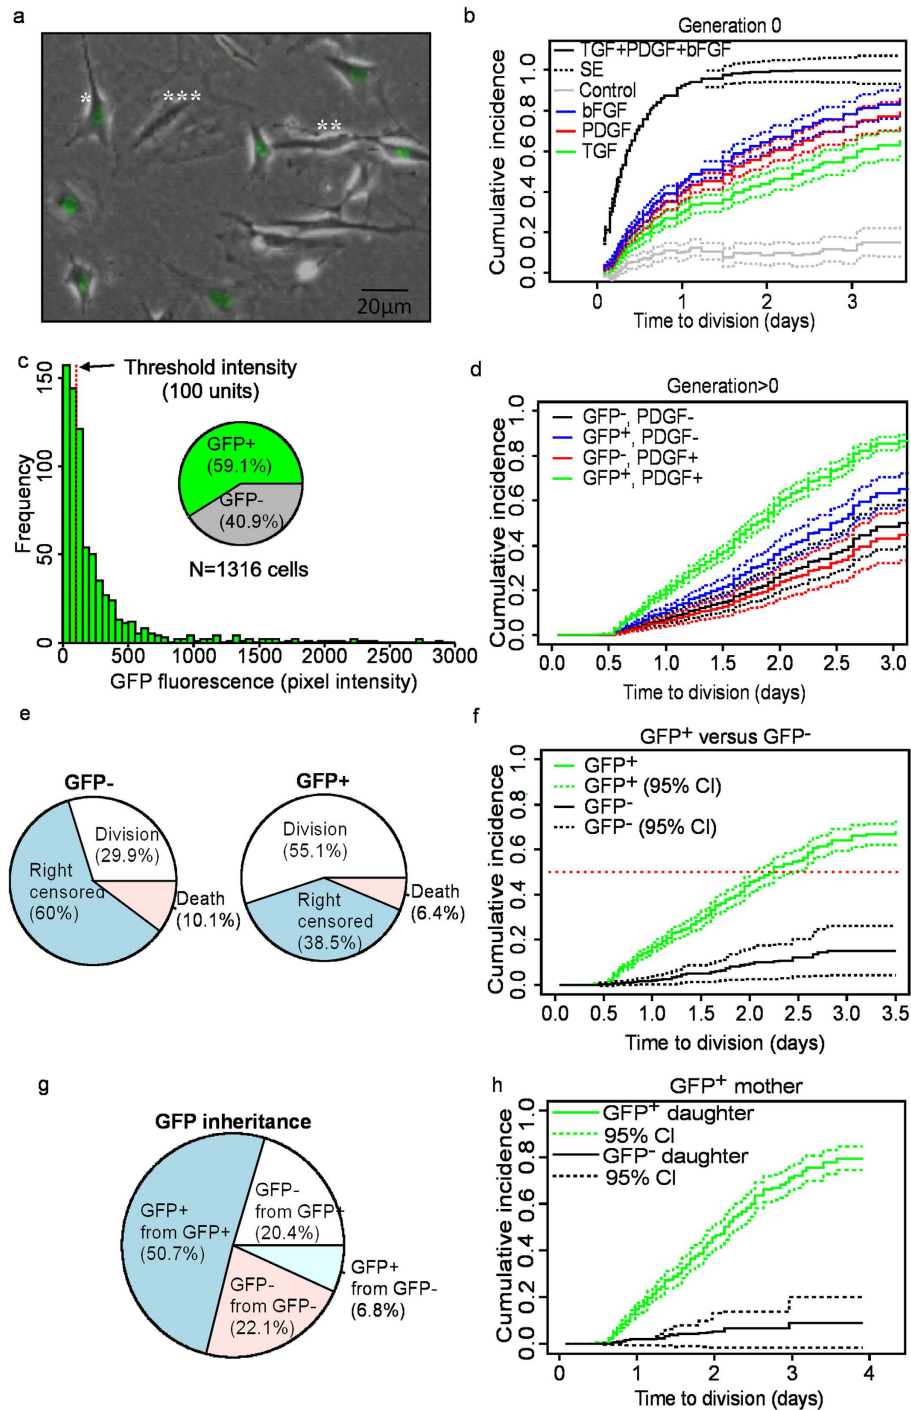 a
*
***
**
20µm
b
Generation 0
Cumulative incidence
0.0 0.2 0.4 0.6 0.8 1.0
TGF+PDGF+bFGF
SE
Control
bFGF
PDGF
TGF
0 1 2 3
Time to division (days)
c
Threshold intensity
(100 units)
Frequency
0 50 100 150
GFP+
(59.1%)
GFP-
(40.9%)
N=1316 cells
0 500 1000 1500 2000 2500 3000
GFP fluorescence (pixel intensity)
d
Generation>0
Cumulative incidence
0.0 0.2 0.4 0.6 0.8 1.0
GFP-, PDGF-
GFP+, PDGF-
GFP-, PDGF+
GFP+, PDGF+
0.0 0.5 1.0 1.5 2.0 2.5 3.0
Time to division (days)
e
GFP-
Division
(29.9%)
Right
censored
(60%)
Death
(10.1%)
GFP+
Division
(55.1%)
Right
censored
(38.5%)
Death
(6.4%)
f
GFP+ versus GFP-
Cumulative incidence
0.0 0.2 0.4 0.6 0.8 1.0
GFP+
GFP+ (95% CI)
GFP-
GFP- (95% CI)
0.0 0.5 1.0 1.5 2.0 2.5 3.0 3.5
Time to division (days)
g
GFP inheritance
GFP+
from GFP+
(50.7%)
GFP-
from GFP+
(20.4%)
GFP-
from GFP-
(22.1%)
GFP+
from GFP-
(6.8%)
h
GFP+ mother
Cumulative incidence
0.0 0.2 0.4 0.6 0.8 1.0
GFP+ daughter
95% CI
GFP- daughter
95% CI
0 1 2 3 4
Time to division (days)